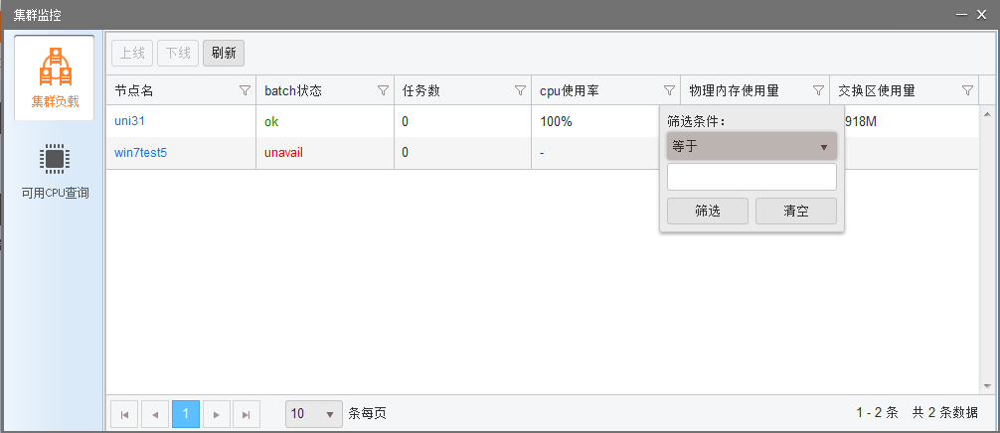 集群监控
集群负载
可用CPU查询
上线 下线 刷新
节点名 batch状态 任务数 cpu使用率 物理内存使用量 交换区使用量
uni31 ok 0 100% 918M
win7test5 unavail 0 -
筛选条件：
等于
筛选 清空
1 10 条每页 1 - 2 条 共 2 条数据